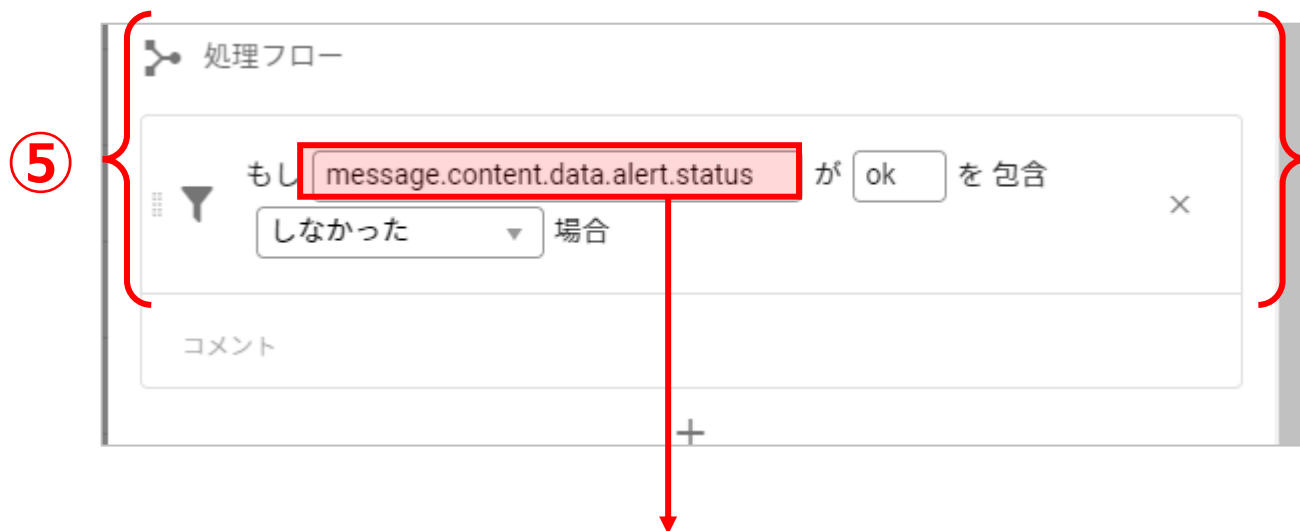 処理フロー
⑤
もし message.content.data.alert.status が ok を 包含
しなかった 場合
コメント